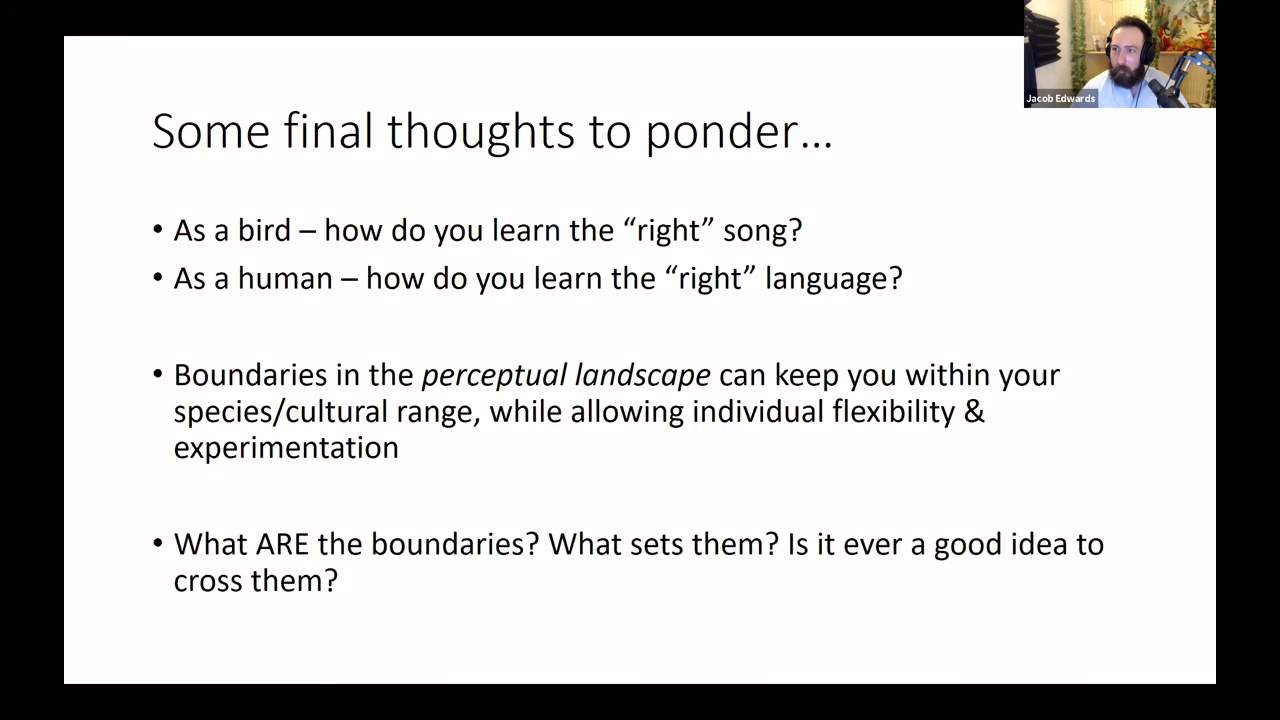 Jacob Edwards
Some final thoughts to ponder…
• As a bird – how do you learn the “right” song?
• As a human – how do you learn the “right” language?
• Boundaries in the perceptual landscape can keep you within your
species/cultural range, while allowing individual flexibility &
experimentation
• What ARE the boundaries? What sets them? Is it ever a good idea to
cross them?